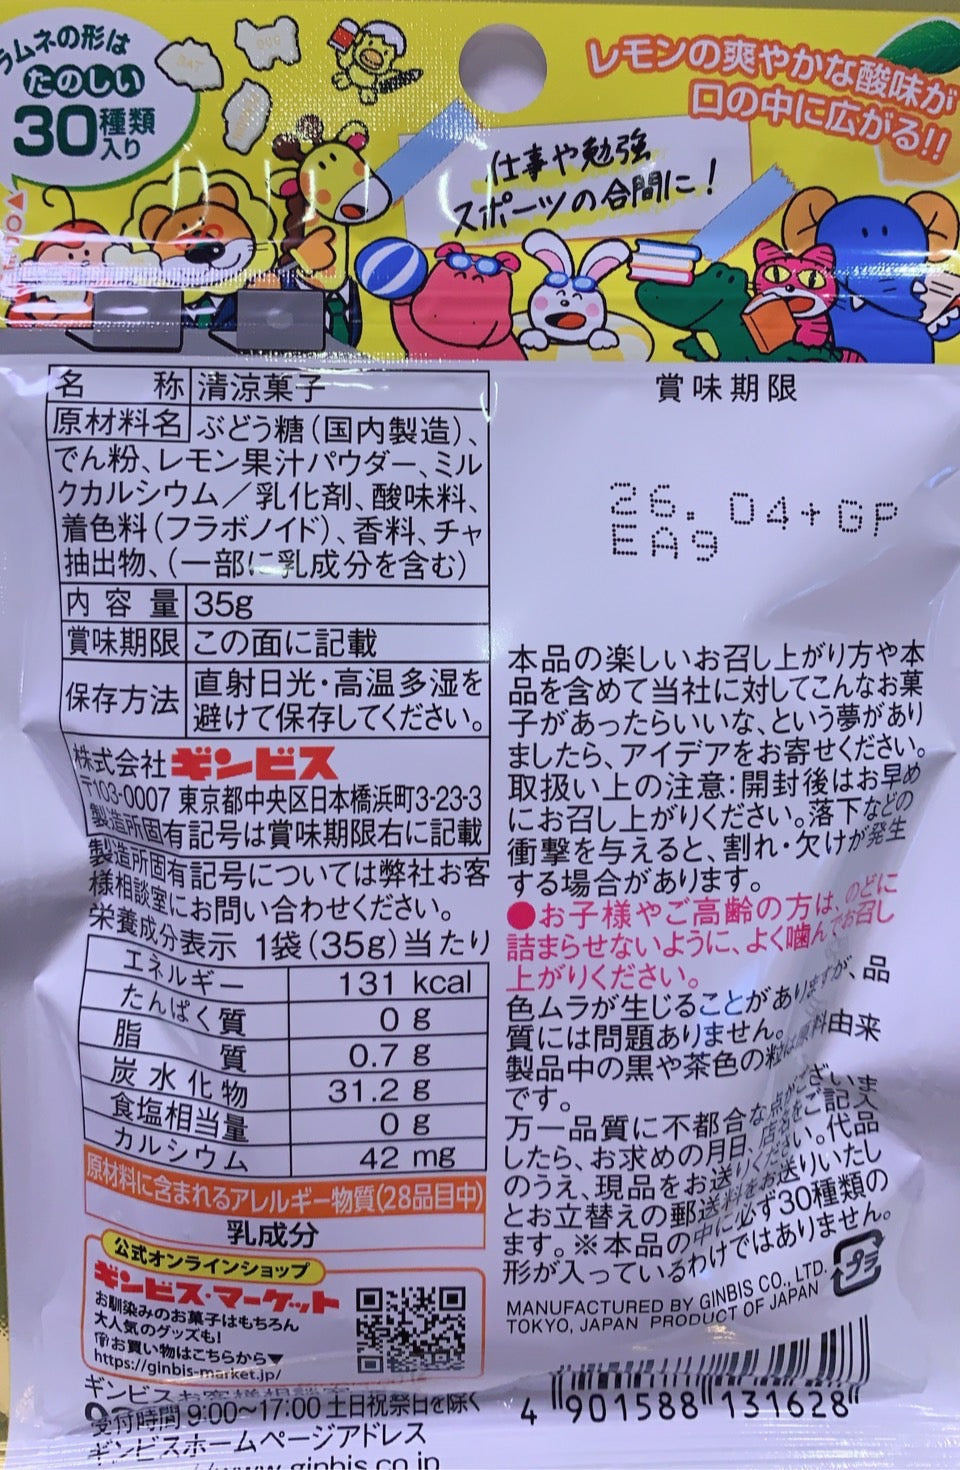 ラムネの形は
たのしい
30種類
入り
レモンの爽やかな酸味が
口の中に広がる!!
仕事や勉強
スポーツの合間に!
名称 清涼菓子
原材料名 ぶどう糖(国内製造)、
でん粉、レモン果汁パウダー、ミル
クカルシウム/乳化剤、酸味料、
着色料(フラボノイド)、香料、チャ
抽出物、(一部に乳成分を含む)
内容量 35g
賞味期限 この面に記載
保存方法 直射日光・高温多湿を
避けて保存してください。
株式会社ギンビス
〒103-0007 東京都中央区日本橋浜町3-23-3
製造所固有記号は賞味期限右に記載
製造所固有記号については弊社お客
様相談室にお問い合わせください。
栄養成分表示 1袋(35g)当たり
エネルギー 131 kcal
たんぱく質 0 g
脂質 0.7 g
炭水化物 31.2 g
食塩相当量 0 g
カルシウム 42 mg
原材料に含まれるアレルギー物質(28品目中)
乳成分
公式オンラインショップ
ギンビス・マーケット
お馴染みのお菓子はもちろん
大人気のグッズも!
お買い物はこちらから▼
https://ginbis-market.jp/
ギンビスお客様相談室
受付時間 9:00~17:00 土日祝祭日を除く
ギンビスホームページアドレス
www.ginbis.co.jp
賞味期限
26.04+GP
EA9
本品の楽しいお召し上がり方や本
品を含めて当社に対してこんなお菓
子があったらいいな、という夢があり
ましたら、アイデアをお寄せください。
取扱い上の注意:開封後はお早め
にお召し上がりください。落下などの
衝撃を与えると、割れ・欠けが発生
する場合があります。
●お子様やご高齢の方は、のどに
詰まらせないように、よく噛んでお召し
上がりください。
色ムラが生じることがありますが、品
質には問題ありません。
製品中の黒や茶色の粒は原料由来
です。
万一品質に不都合な点がございま
したら、お求めの月日、店名をご記入
のうえ、現品をお送りください。代品
とお立替えの郵送料をお送りいたし
ます。※本品の中に必ず30種類の
形が入っているわけではありません。
MANUFACTURED BY GINBIS CO., LTD.
TOKYO, JAPAN PRODUCT OF JAPAN
プラ
4 901588 131628